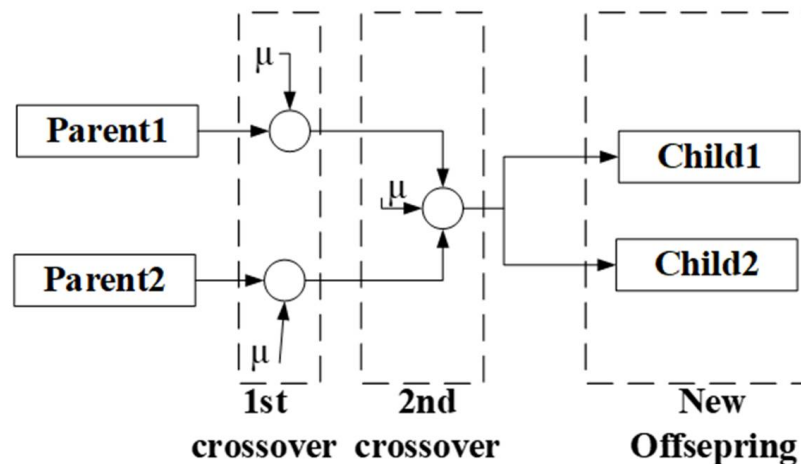 μ
Parent1
Child1
μ
Parent2
Child2
μ
1st
crossover
2nd
crossover
New
Offsepring